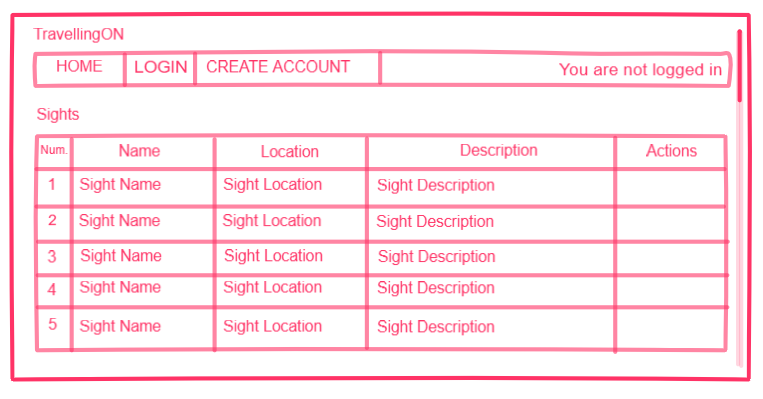 TravellingON
HOME LOGIN CREATE ACCOUNT You are not logged in
Sights
Num. Name Location Description Actions
1 Sight Name Sight Location Sight Description
2 Sight Name Sight Location Sight Description
3 Sight Name Sight Location Sight Description
4 Sight Name Sight Location Sight Description
5 Sight Name Sight Location Sight Description